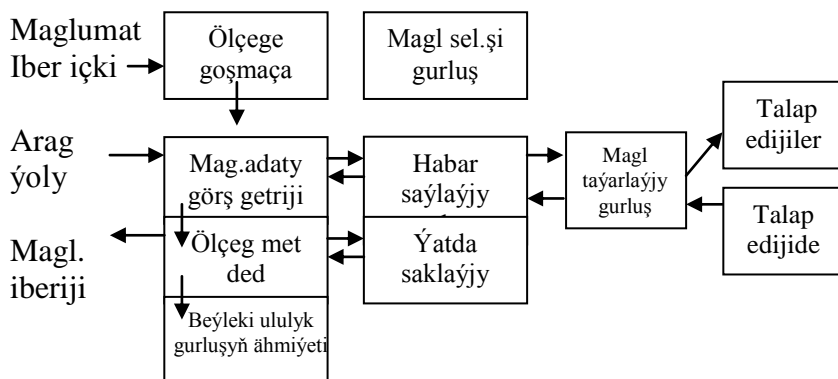 Maglumat
Iber içki
Ölçege
goşmaça
Magl sel.şi
gurluş
Talap
edijiler
Arag
ýoly
Mag.adaty
görş getriji
Habar
saýlaýjy
Magl
taýarlaýjy
gurluş
Talap
edijide
Magl.
iberiji
Ölçeg met
ded
Ýatda
saklaýjy
Beýleki ululyk
gurluşyň ähmiýeti